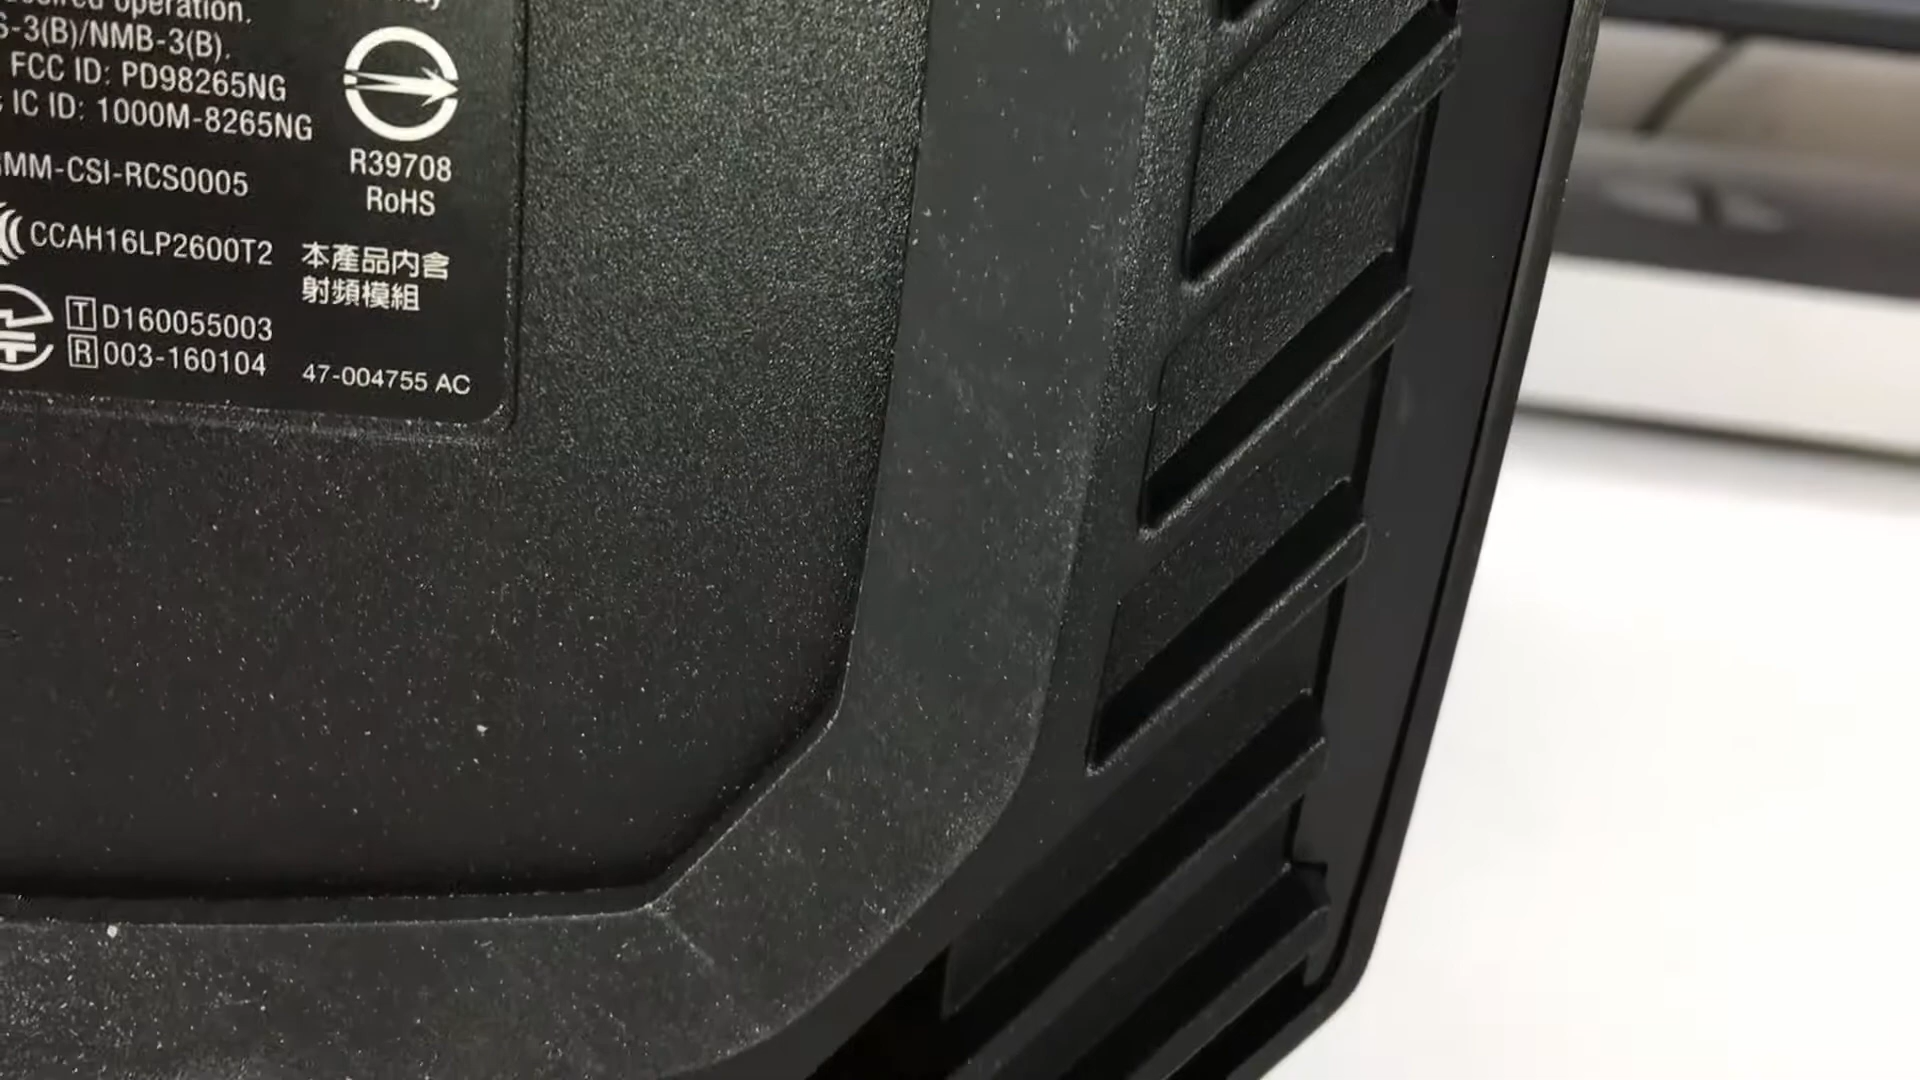 operation.
S-3(B)/NMB-3(B).
FCC ID: PD98265NG
IC ID: 1000M-8265NG
R39708
RoHS
MM-CSI-RCS0005
CCAH16LP2600T2
本產品內含
射頻模組
T D160055003
R 003-160104
47-004755 AC